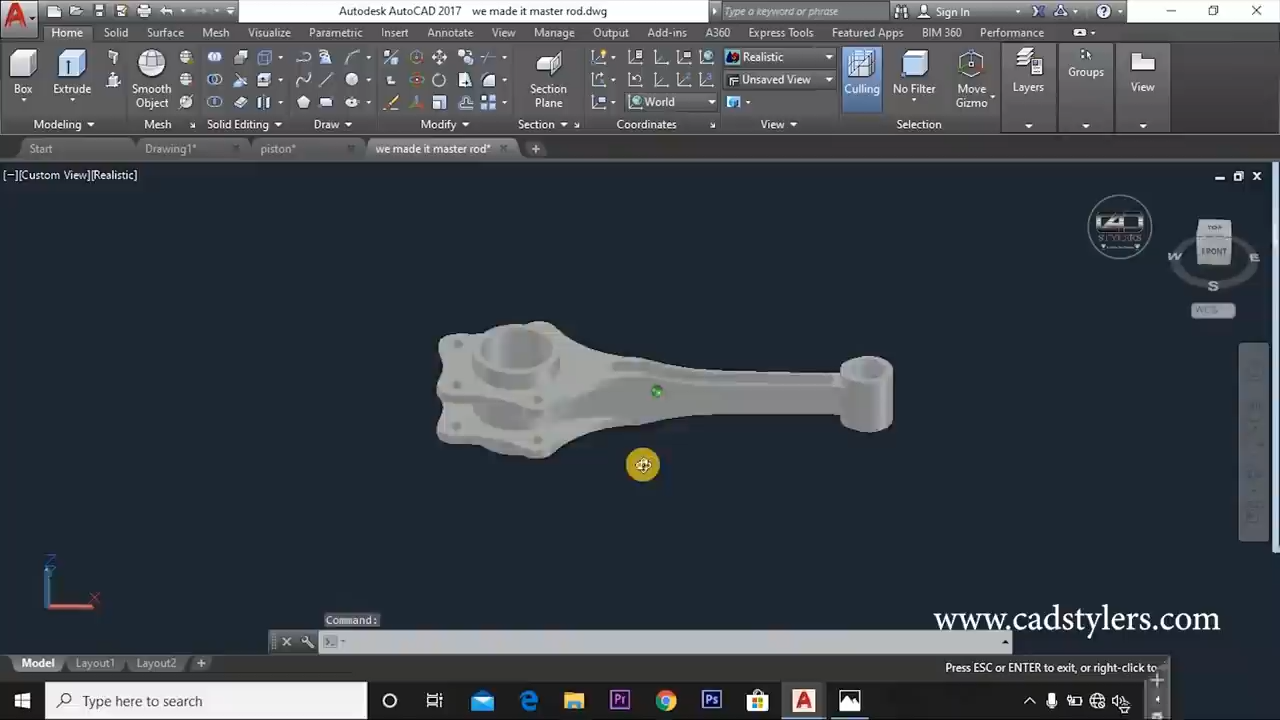 Autodesk AutoCAD 2017 we made it master rod.dwg
Type a keyword or phrase
Sign In
Home Solid Surface Mesh Visualize Parametric Insert Annotate View Manage Output Add-ins A360 Express Tools Featured Apps BIM 360 Performance
Box Extrude Smooth Object Section Plane Realistic Unsaved View World Culling No Filter Move Gizmo Layers Groups View
Modeling Mesh Solid Editing Draw Modify Section Coordinates View Selection
Start Drawing1* piston* we made it master rod*
[−][Custom View][Realistic]
STYLERS
TOP
FRONT
W E
S
WCS
Z
X
www.cadstylers.com
Command:
Model Layout1 Layout2
Press ESC or ENTER to exit, or right-click to
Type here to search
Pr Ps A